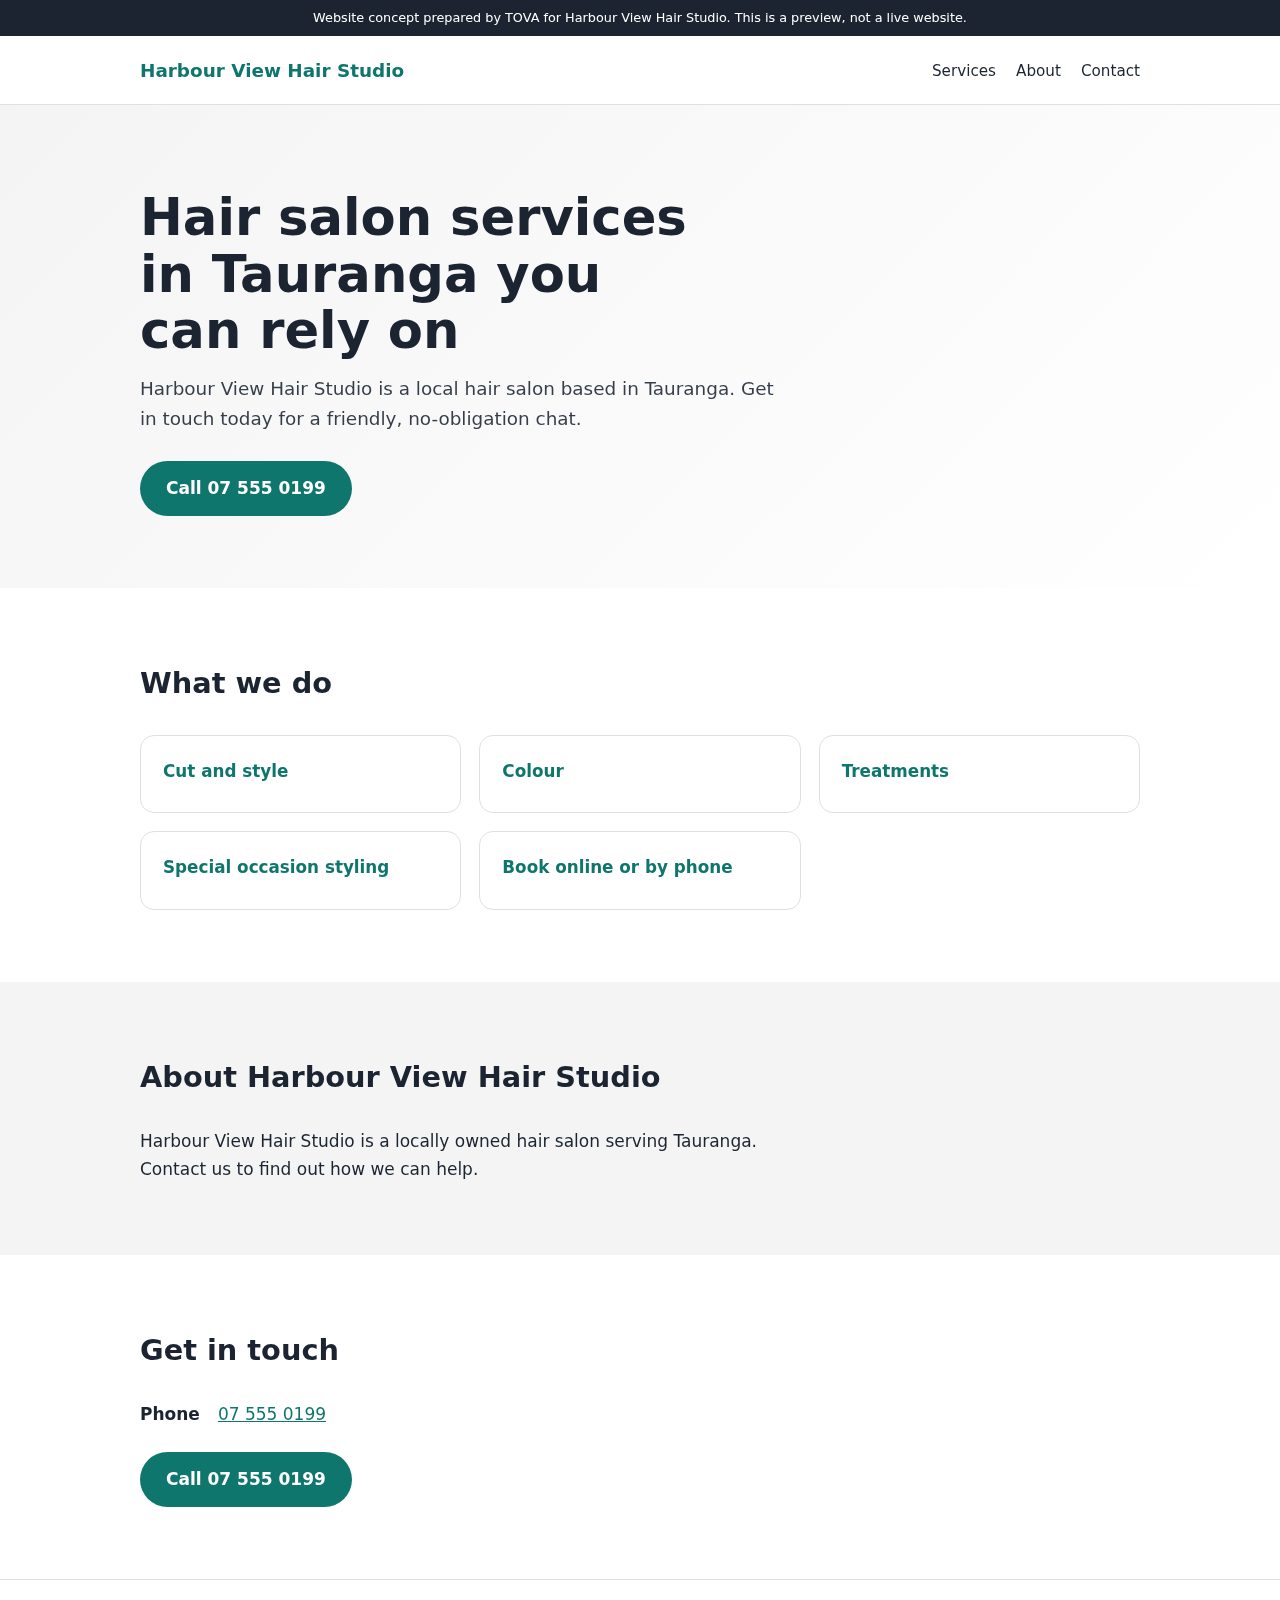 Website concept prepared by TOVA for Harbour View Hair Studio. This is a preview, not a live website.
Harbour View Hair Studio
Services About Contact
Hair salon services
in Tauranga you
can rely on
Harbour View Hair Studio is a local hair salon based in Tauranga. Get
in touch today for a friendly, no-obligation chat.
Call 07 555 0199
What we do
Cut and style
Colour
Treatments
Special occasion styling
Book online or by phone
About Harbour View Hair Studio
Harbour View Hair Studio is a locally owned hair salon serving Tauranga.
Contact us to find out how we can help.
Get in touch
Phone 07 555 0199
Call 07 555 0199